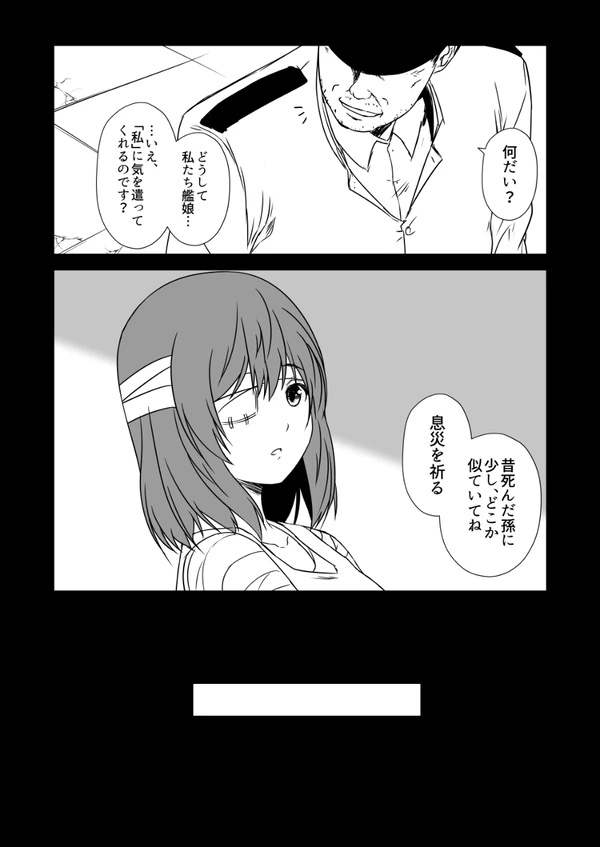 何だい？
どうして
私たち艦娘…
…いえ、
「私」に気を遣って
くれるのです？
昔死んだ孫に
少し、どこか
似ていてね
息災を祈る